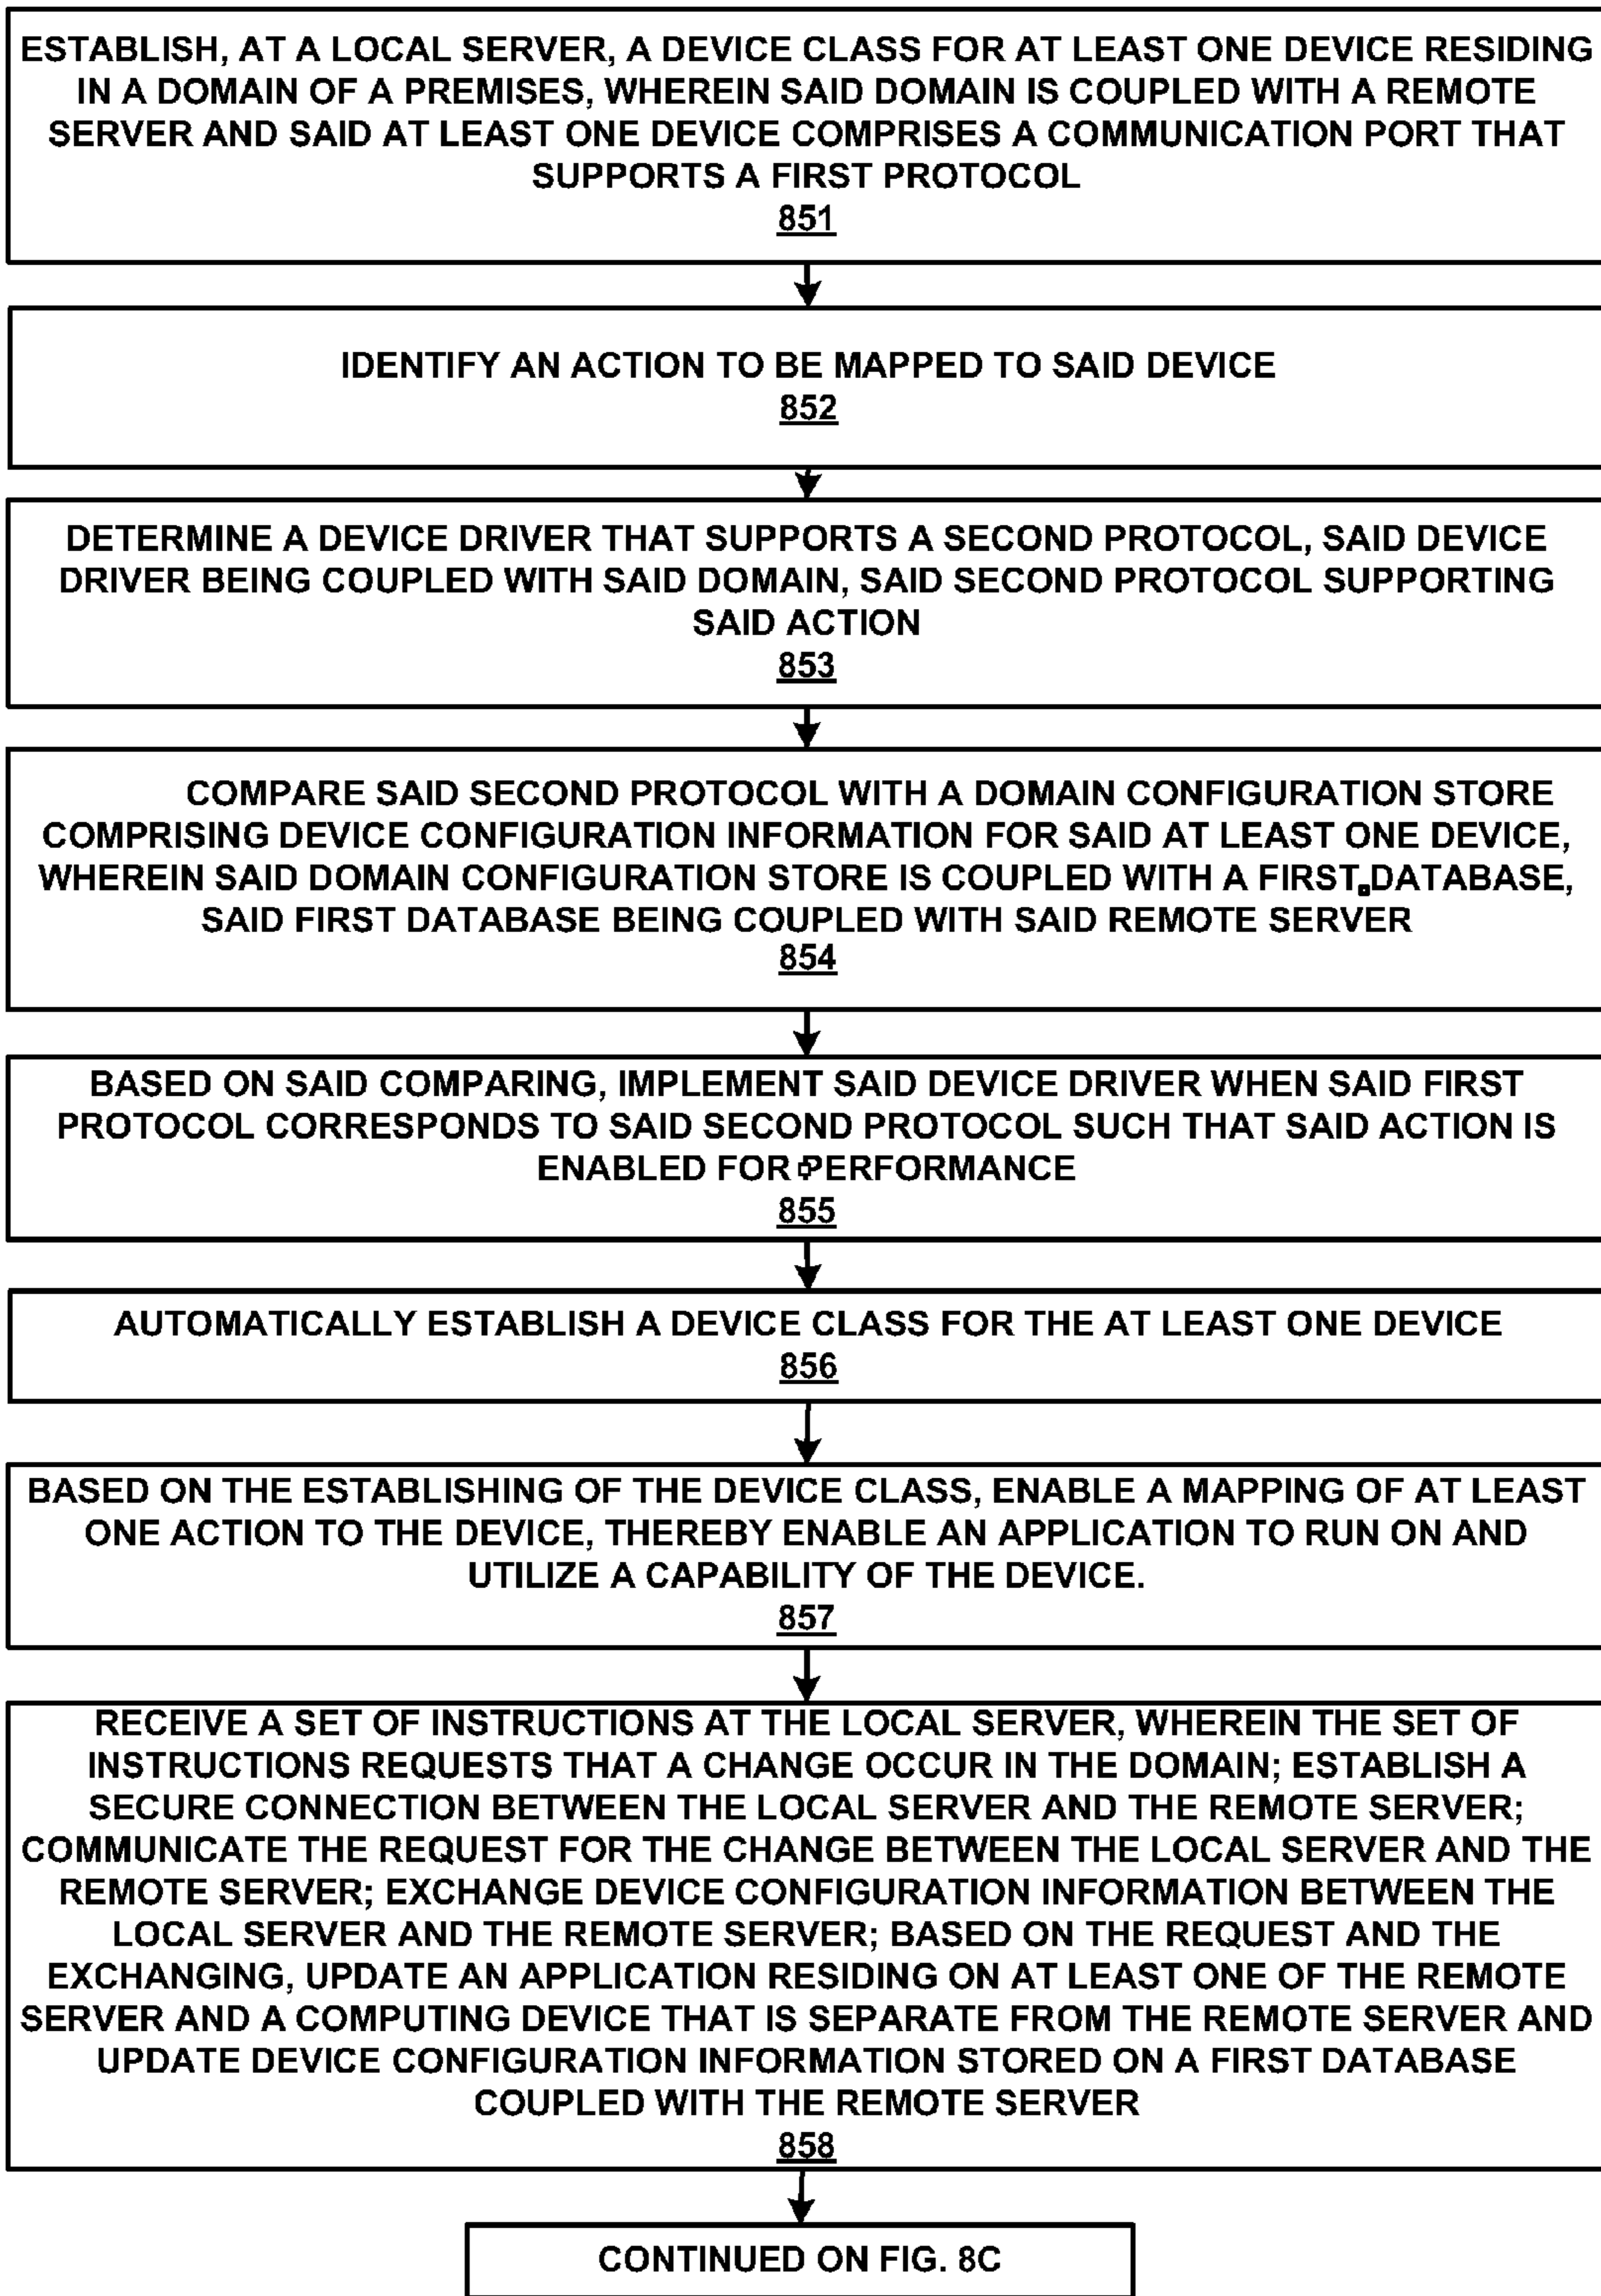 ESTABLISH, AT A LOCAL SERVER, A DEVICE CLASS FOR AT LEAST ONE DEVICE RESIDING
IN A DOMAIN OF A PREMISES, WHEREIN SAID DOMAIN IS COUPLED WITH A REMOTE
SERVER AND SAID AT LEAST ONE DEVICE COMPRISES A COMMUNICATION PORT THAT
SUPPORTS A FIRST PROTOCOL
851
IDENTIFY AN ACTION TO BE MAPPED TO SAID DEVICE
852
DETERMINE A DEVICE DRIVER THAT SUPPORTS A SECOND PROTOCOL, SAID DEVICE
DRIVER BEING COUPLED WITH SAID DOMAIN, SAID SECOND PROTOCOL SUPPORTING
SAID ACTION
853
COMPARE SAID SECOND PROTOCOL WITH A DOMAIN CONFIGURATION STORE
COMPRISING DEVICE CONFIGURATION INFORMATION FOR SAID AT LEAST ONE DEVICE,
WHEREIN SAID DOMAIN CONFIGURATION STORE IS COUPLED WITH A FIRST DATABASE,
SAID FIRST DATABASE BEING COUPLED WITH SAID REMOTE SERVER
854
BASED ON SAID COMPARING, IMPLEMENT SAID DEVICE DRIVER WHEN SAID FIRST
PROTOCOL CORRESPONDS TO SAID SECOND PROTOCOL SUCH THAT SAID ACTION IS
ENABLED FOR PERFORMANCE
855
AUTOMATICALLY ESTABLISH A DEVICE CLASS FOR THE AT LEAST ONE DEVICE
856
BASED ON THE ESTABLISHING OF THE DEVICE CLASS, ENABLE A MAPPING OF AT LEAST
ONE ACTION TO THE DEVICE, THEREBY ENABLE AN APPLICATION TO RUN ON AND
UTILIZE A CAPABILITY OF THE DEVICE.
857
RECEIVE A SET OF INSTRUCTIONS AT THE LOCAL SERVER, WHEREIN THE SET OF
INSTRUCTIONS REQUESTS THAT A CHANGE OCCUR IN THE DOMAIN; ESTABLISH A
SECURE CONNECTION BETWEEN THE LOCAL SERVER AND THE REMOTE SERVER;
COMMUNICATE THE REQUEST FOR THE CHANGE BETWEEN THE LOCAL SERVER AND THE
REMOTE SERVER; EXCHANGE DEVICE CONFIGURATION INFORMATION BETWEEN THE
LOCAL SERVER AND THE REMOTE SERVER; BASED ON THE REQUEST AND THE
EXCHANGING, UPDATE AN APPLICATION RESIDING ON AT LEAST ONE OF THE REMOTE
SERVER AND A COMPUTING DEVICE THAT IS SEPARATE FROM THE REMOTE SERVER AND
UPDATE DEVICE CONFIGURATION INFORMATION STORED ON A FIRST DATABASE
COUPLED WITH THE REMOTE SERVER
858
CONTINUED ON FIG. 8C